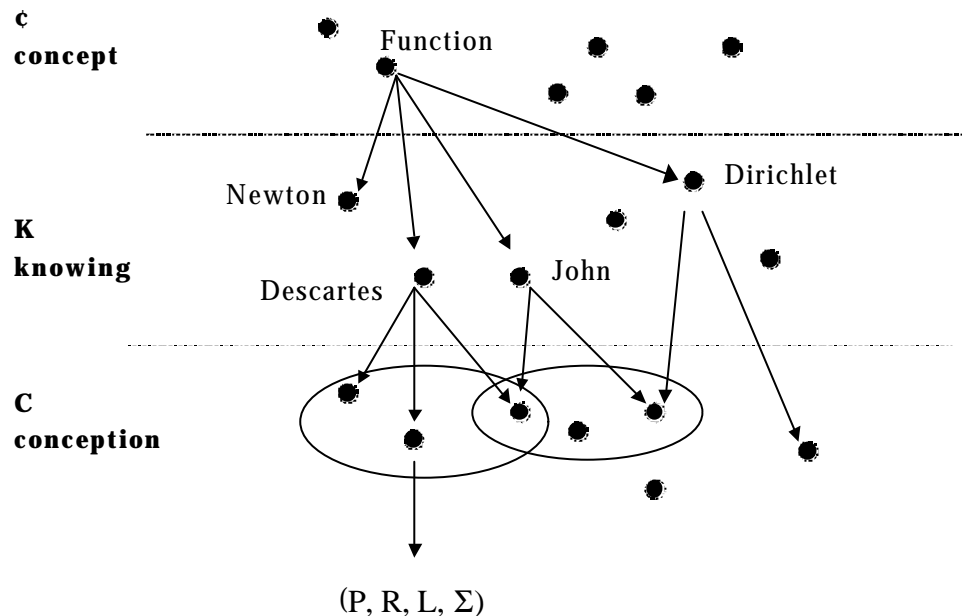 ¢
concept
Function
Newton
Dirichlet
K
knowing
Descartes
John
C
conception
(P, R, L, Σ)